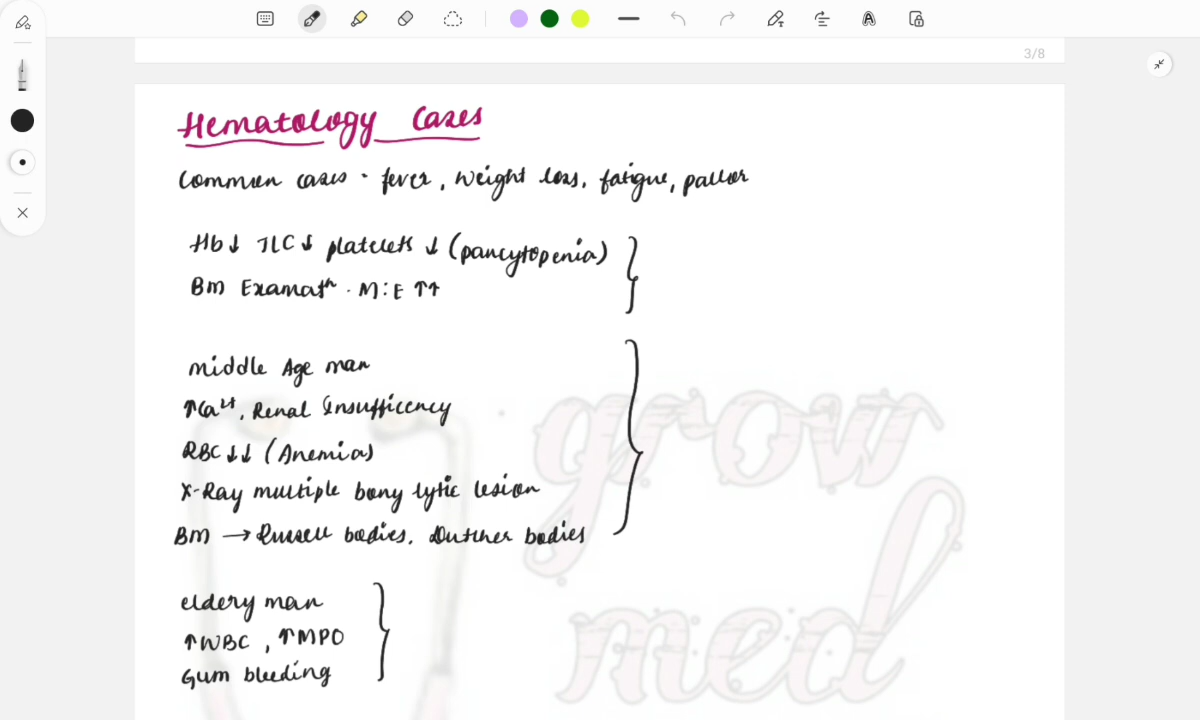 3/8
Hematology Cases
Common cases · fever, weight loss, fatigue, pallor
Hb↓ TLC↓ platelets ↓ (pancytopenia)
Bm Examatⁿ · M:E ↑↑
middle Age man
↑Ca²⁺, Renal Insufficency
RBC↓↓ (Anemia)
X-Ray multiple bony lytic lesion
BM → Russell bodies, Dutcher bodies
eldery man
↑WBC, ↑MPO
Gum bleeding
grow
med